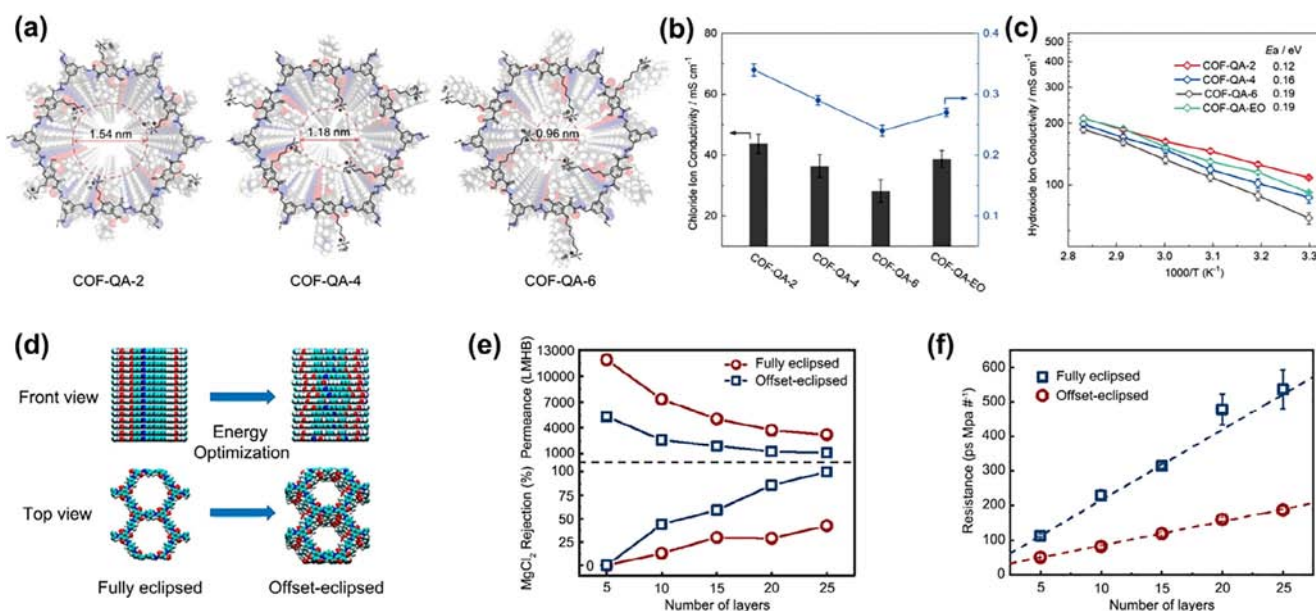 (a)
1.54 nm
1.18 nm
0.96 nm
COF-QA-2
COF-QA-4
COF-QA-6
(b)
Chloride Ion Conductivity / mS cm⁻¹
80
60
40
20
0.4
0.3
0.2
0.1
COF-QA-2
COF-QA-4
COF-QA-6
COF-QA-EO
(c)
Hydroxide Ion Conductivity / mS cm⁻¹
500
400
300
200
100
Ea / eV
COF-QA-2 0.12
COF-QA-4 0.16
COF-QA-6 0.19
COF-QA-EO 0.19
2.8 2.9 3.0 3.1 3.2 3.3
1000/T (K⁻¹)
(d)
Front view
Energy
Optimization
Top view
Fully eclipsed
Offset-eclipsed
(e)
Permeance (LMHB)
13000
10000
7000
4000
1000
Fully eclipsed
Offset-eclipsed
MgCl₂ Rejection (%)
100
75
50
25
0
5 10 15 20 25
Number of layers
(f)
Resistance (ps Mpa #⁻¹)
600
500
400
300
200
100
0
Fully eclipsed
Offset-eclipsed
5 10 15 20 25
Number of layers